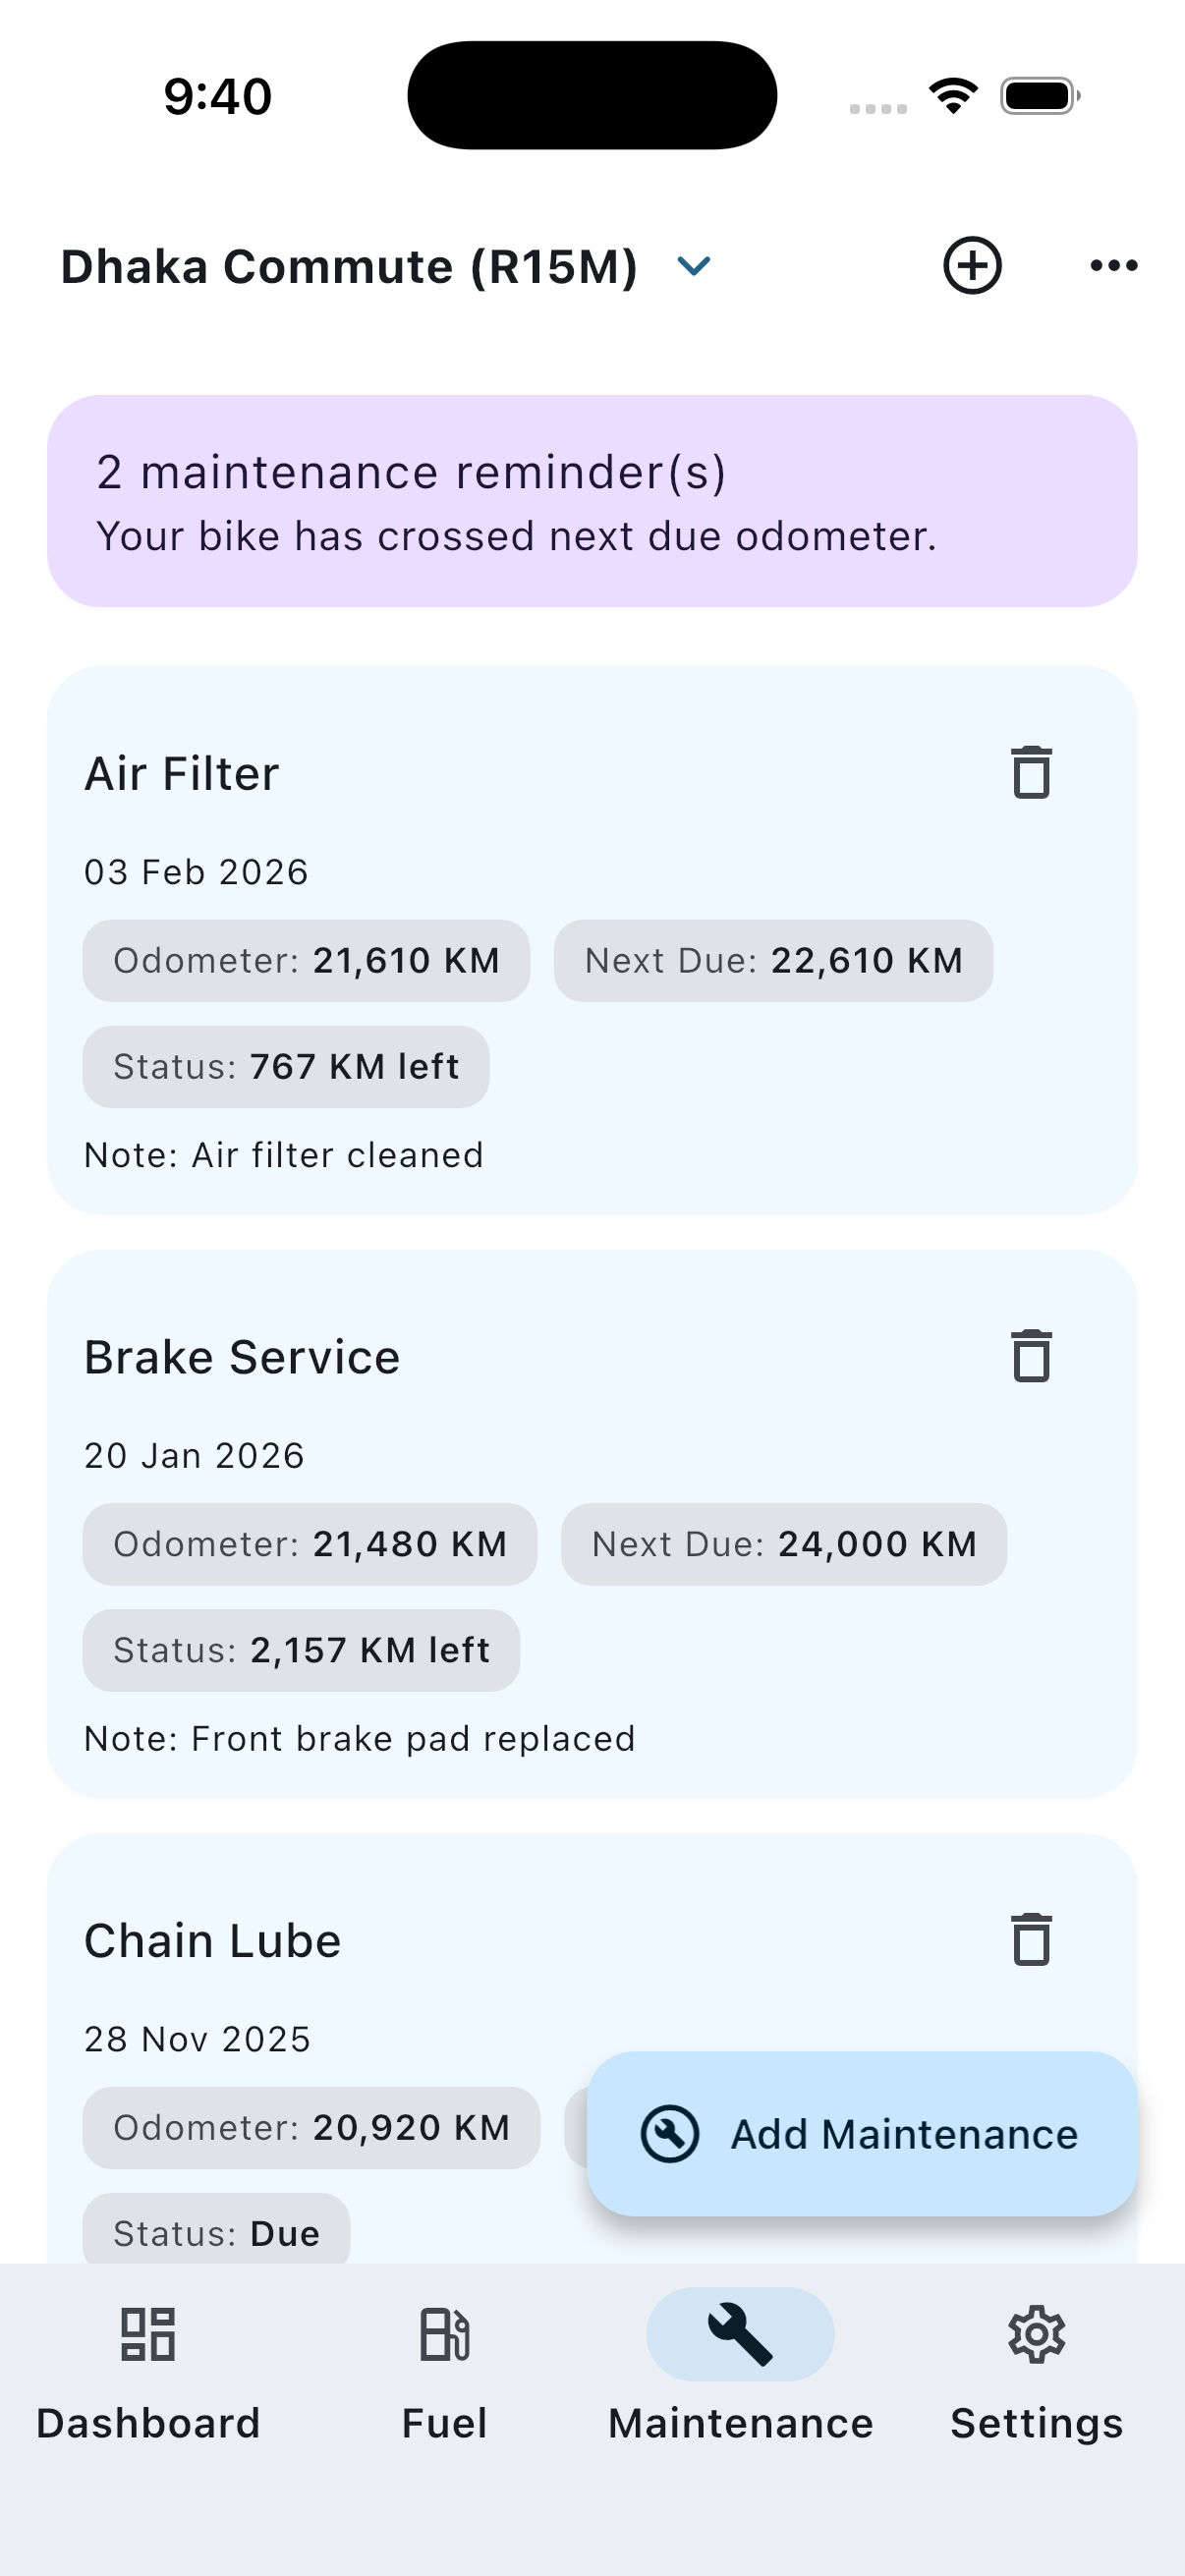 9:40
Dhaka Commute (R15M)
2 maintenance reminder(s)
Your bike has crossed next due odometer.
Air Filter
03 Feb 2026
Odometer: 21,610 KM Next Due: 22,610 KM
Status: 767 KM left
Note: Air filter cleaned
Brake Service
20 Jan 2026
Odometer: 21,480 KM Next Due: 24,000 KM
Status: 2,157 KM left
Note: Front brake pad replaced
Chain Lube
28 Nov 2025
Odometer: 20,920 KM
Add Maintenance
Status: Due
Dashboard Fuel Maintenance Settings